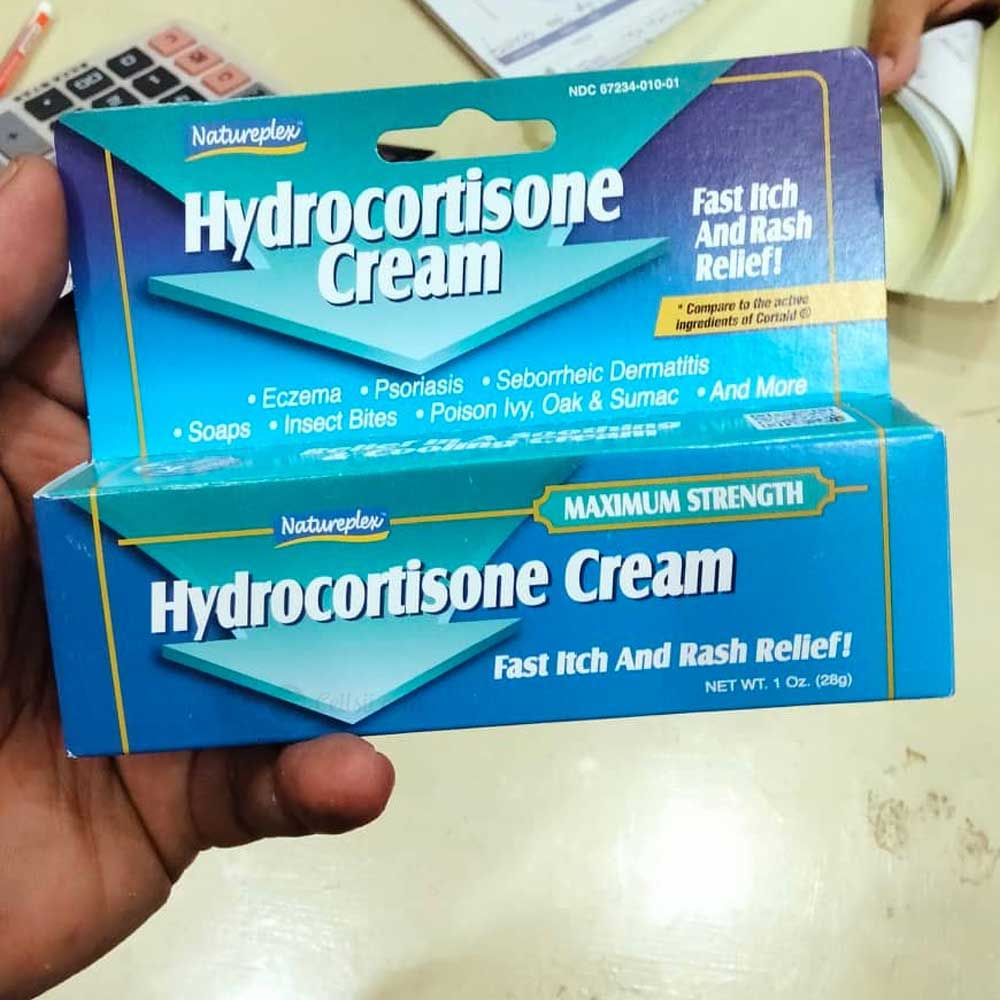 NDC 67234-010-01
Natureplex
Hydrocortisone
Cream
Fast Itch
And Rash
Relief!
* Compare to the active
ingredients of Cortaid ®
• Eczema • Psoriasis • Seborrheic Dermatitis
• Soaps • Insect Bites • Poison Ivy, Oak & Sumac • And More
Natureplex
MAXIMUM STRENGTH
Hydrocortisone Cream
Fast Itch And Rash Relief!
NET WT. 1 Oz. (28g)